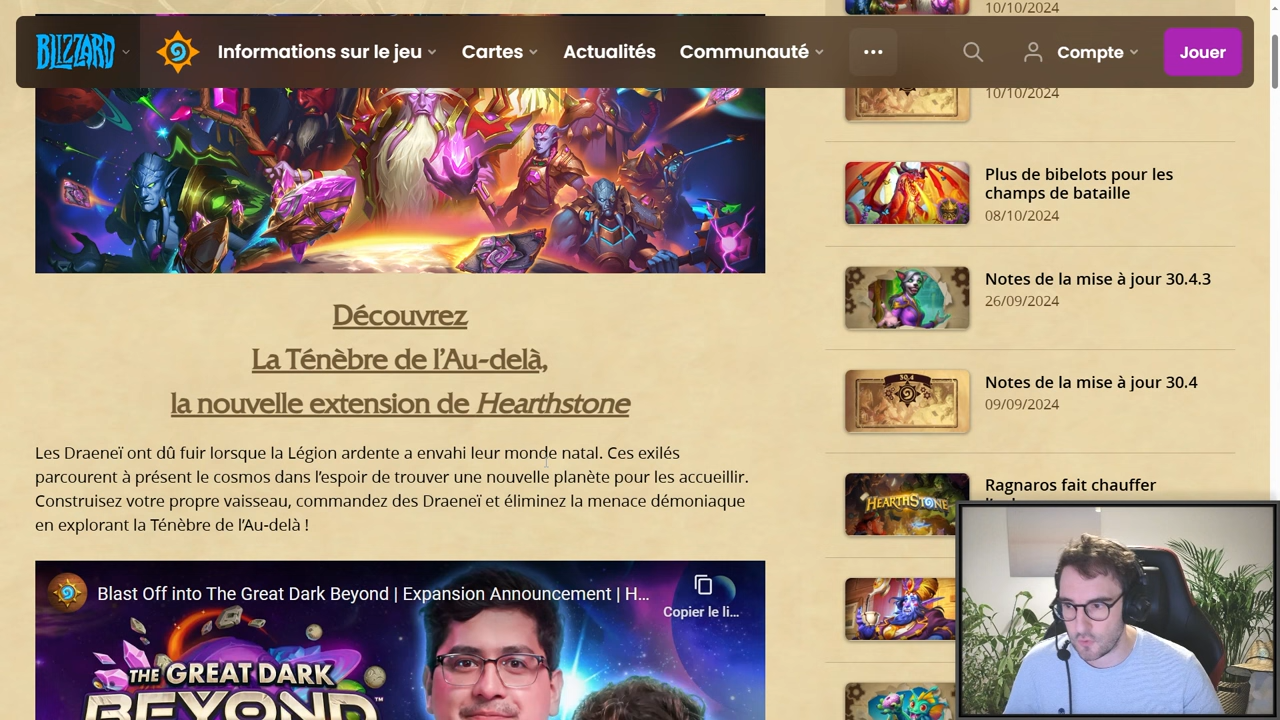 10/10/2024
BLIZZARD
Informations sur le jeu
Cartes
Actualités
Communauté
Compte
Jouer
10/10/2024
Plus de bibelots pour les
champs de bataille
08/10/2024
Notes de la mise à jour 30.4.3
26/09/2024
30.4
Notes de la mise à jour 30.4
09/09/2024
HEARTHSTONE
Ragnaros fait chauffer
Découvrez
La Ténèbre de l’Au-delà,
la nouvelle extension de Hearthstone
Les Draeneï ont dû fuir lorsque la Légion ardente a envahi leur monde natal. Ces exilés
parcourent à présent le cosmos dans l’espoir de trouver une nouvelle planète pour les accueillir.
Construisez votre propre vaisseau, commandez des Draeneï et éliminez la menace démoniaque
en explorant la Ténèbre de l’Au-delà !
Blast Off into The Great Dark Beyond | Expansion Announcement | H...
Copier le li...
THE GREAT DARK
BEYOND™